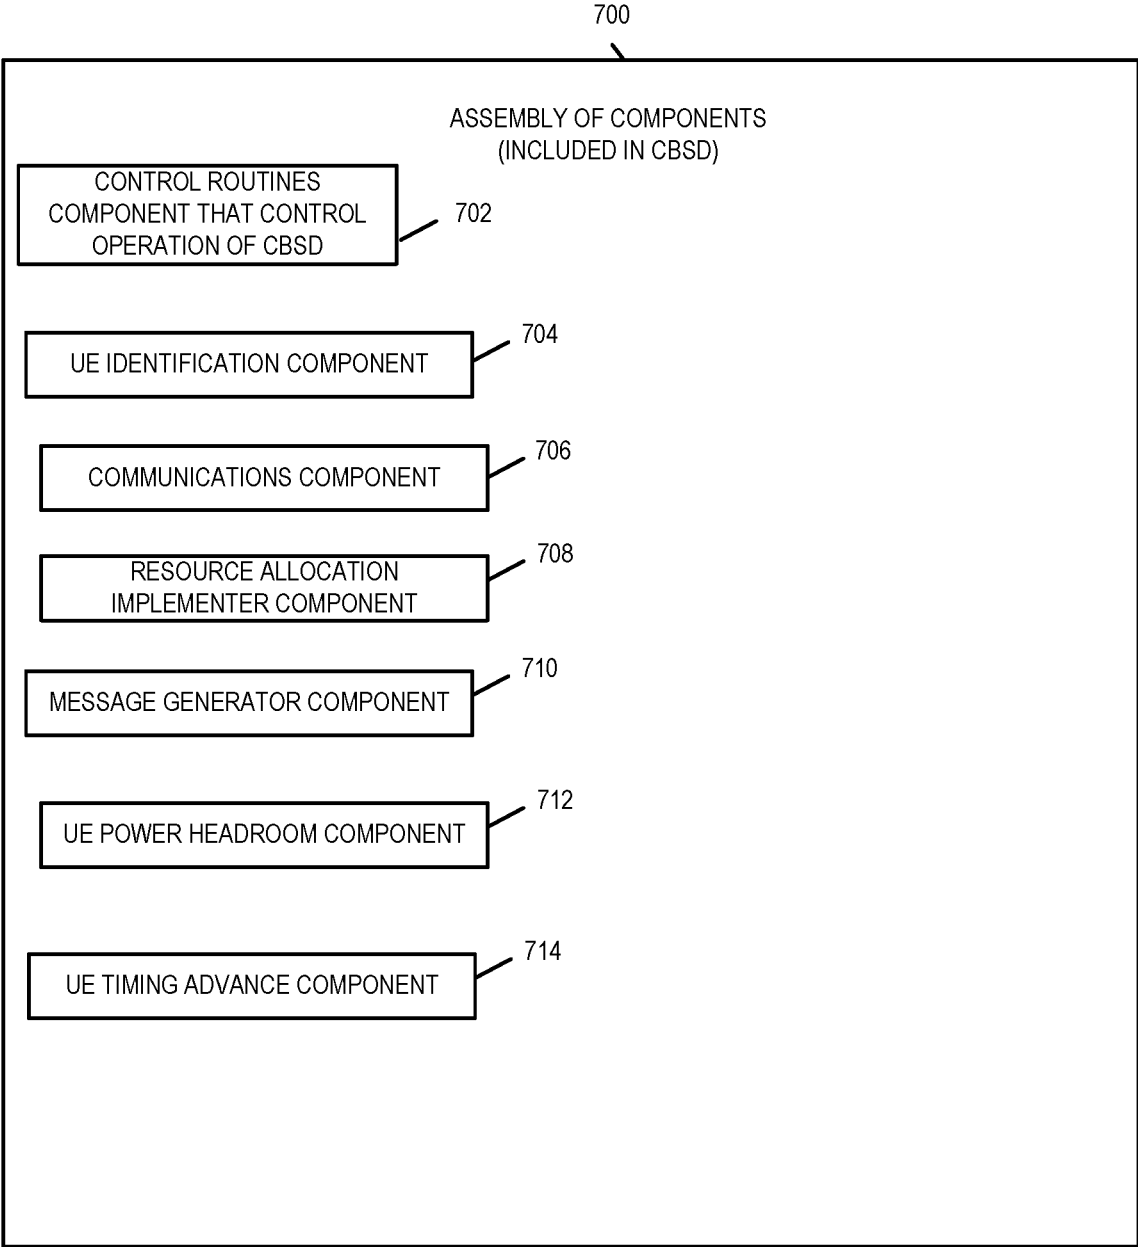 700
ASSEMBLY OF COMPONENTS
(INCLUDED IN CBSD)
CONTROL ROUTINES
COMPONENT THAT CONTROL
OPERATION OF CBSD
702
UE IDENTIFICATION COMPONENT
704
COMMUNICATIONS COMPONENT
706
RESOURCE ALLOCATION
IMPLEMENTER COMPONENT
708
MESSAGE GENERATOR COMPONENT
710
UE POWER HEADROOM COMPONENT
712
UE TIMING ADVANCE COMPONENT
714